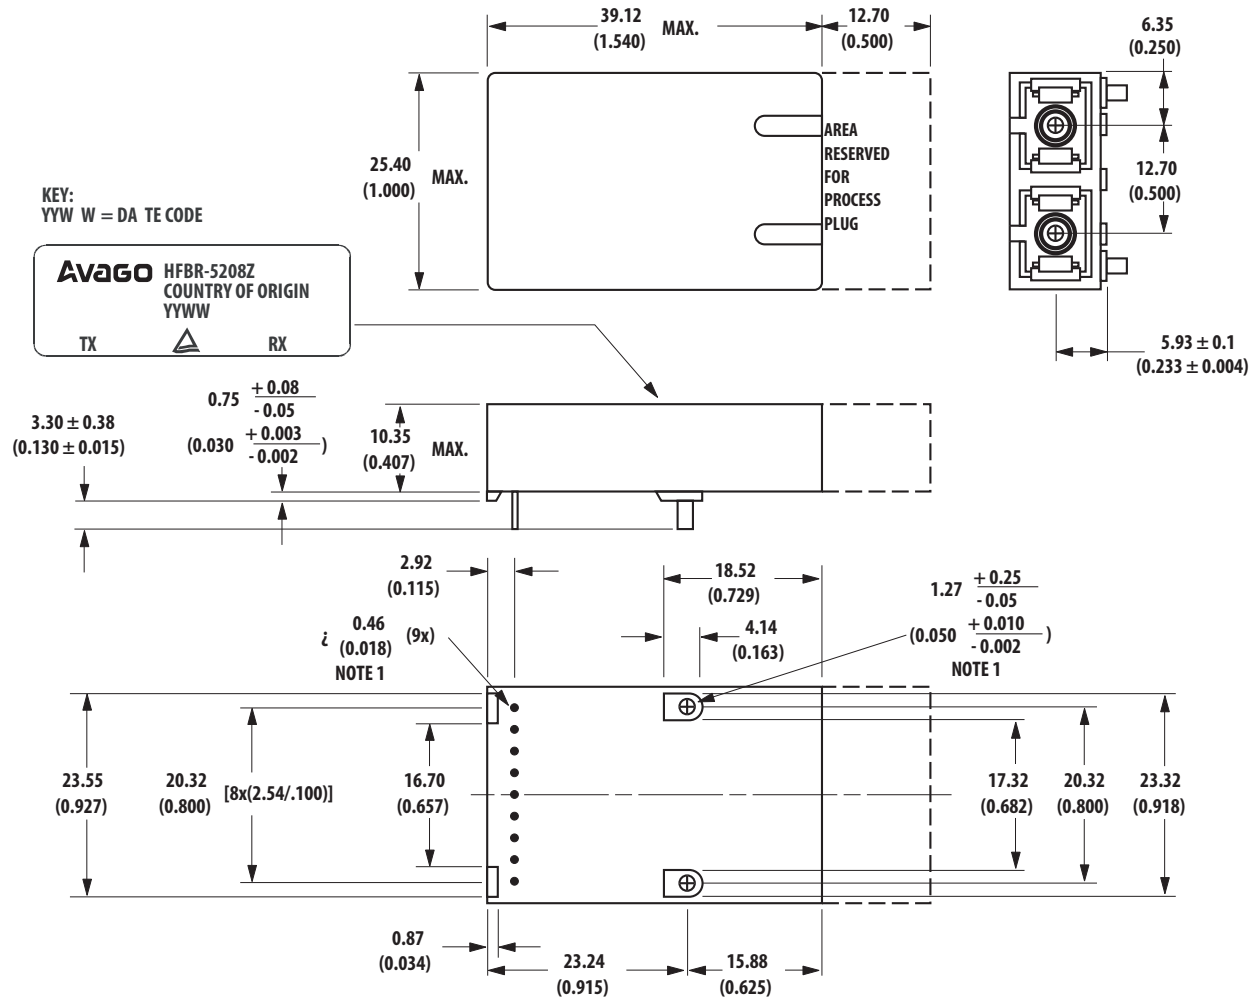 39.12
(1.540)
MAX.
12.70
(0.500)
6.35
(0.250)
25.40
(1.000)
MAX.
AREA
RESERVED
FOR
PROCESS
PLUG
12.70
(0.500)
KEY:
YYW W = DA TE CODE
AVAGO
HFBR-5208Z
COUNTRY OF ORIGIN
YYWW
TX
RX
5.93 ± 0.1
(0.233 ± 0.004)
3.30 ± 0.38
(0.130 ± 0.015)
0.75 + 0.08
- 0.05
(0.030 + 0.003
- 0.002 )
10.35
(0.407)
MAX.
2.92
(0.115)
18.52
(0.729)
1.27 + 0.25
- 0.05
(0.050 + 0.010
- 0.002 )
NOTE 1
¿ 0.46
(0.018) (9x)
NOTE 1
4.14
(0.163)
23.55
(0.927)
20.32
(0.800)
[8x(2.54/.100)]
16.70
(0.657)
17.32
(0.682)
20.32
(0.800)
23.32
(0.918)
0.87
(0.034)
23.24
(0.915)
15.88
(0.625)